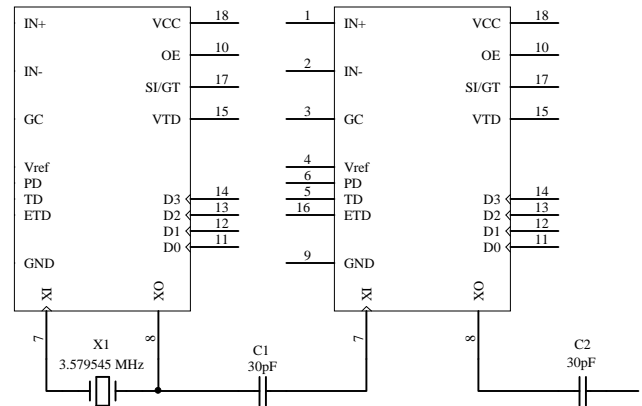 IN+ VCC 18 1 IN+ VCC 18
OE 10 OE 10
IN- 2 IN-
SI/GT 17 SI/GT 17
GC VTD 15 3 GC VTD 15
Vref 4 Vref
PD 6 PD
TD D3 14 5 TD D3 14
ETD D2 13 16 ETD D2 13
D1 12 D1 12
D0 11 D0 11
GND 9 GND
XI XO XI XO
7 8 7 8
X1 C1 C2
3.579545 MHz 30pF 30pF